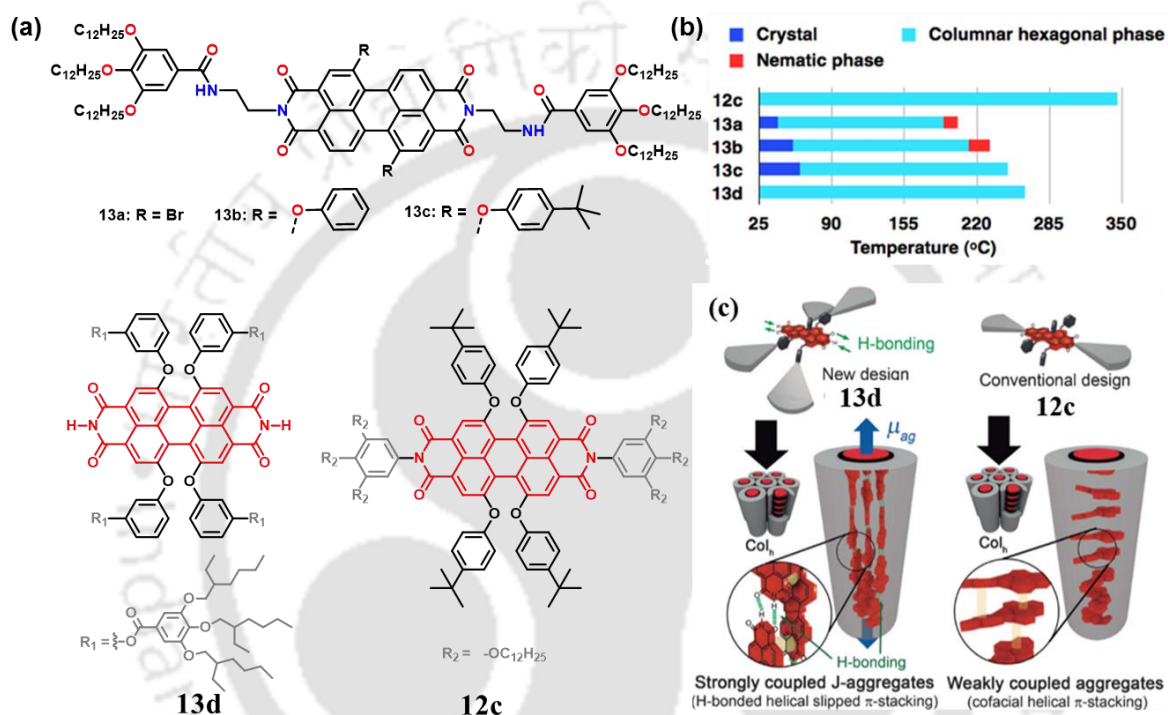 (a)
C12H25O
C12H25O
C12H25O
O
HN
N
O
O
R
R
O
O
N
NH
O
OC12H25
OC12H25
OC12H25
13a: R = Br
13b: R =
O
13c: R =
O
(b)
Crystal
Columnar hexagonal phase
Nematic phase
12c
13a
13b
13c
13d
25 90 155 220 285 350
Temperature (oC)
R1
R1
O O
O O
H-N
N-H
O O
O O
R1
R1
R1 =
O
O
O
O
O
13d
O O
R2
R2
R2
O
O
N
N
O
O
R2
R2
R2
O O
R2 = -OC12H25
12c
(c)
H-bonding
New design
13d
Conventional design
12c
μag
Colh
Colh
O
H
H
O
H-bonding
Strongly coupled J-aggregates
(H-bonded helical slipped π-stacking)
Weakly coupled aggregates
(cofacial helical π-stacking)